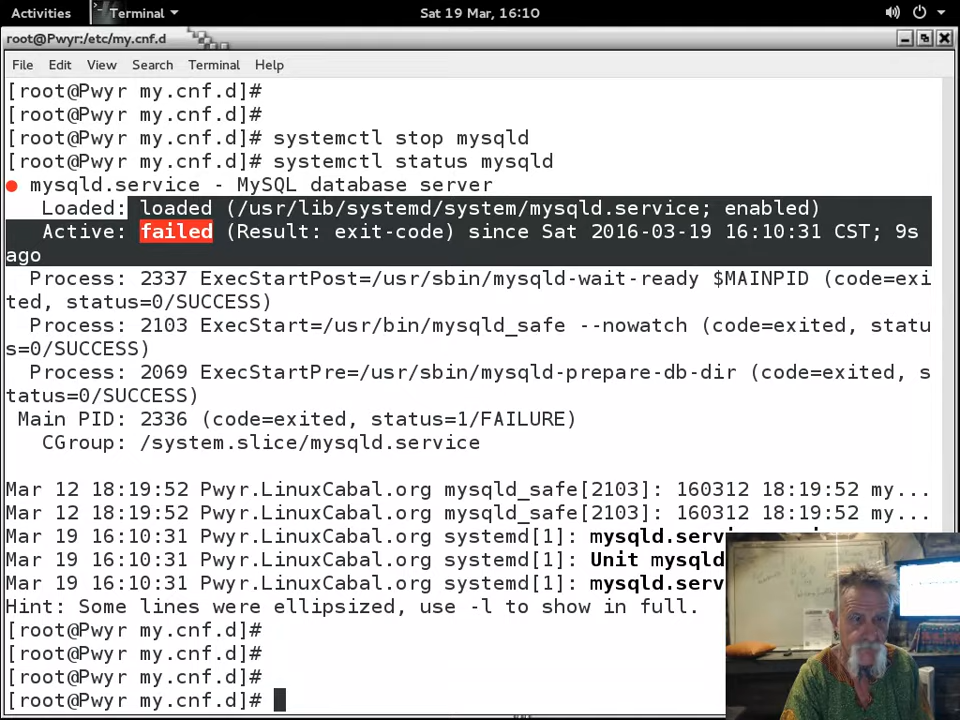 Activities Terminal Sat 19 Mar, 16:10
root@Pwyr:/etc/my.cnf.d
File Edit View Search Terminal Help
[root@Pwyr my.cnf.d]#
[root@Pwyr my.cnf.d]#
[root@Pwyr my.cnf.d]# systemctl stop mysqld
[root@Pwyr my.cnf.d]# systemctl status mysqld
● mysqld.service - MySQL database server
Loaded: loaded (/usr/lib/systemd/system/mysqld.service; enabled)
Active: failed (Result: exit-code) since Sat 2016-03-19 16:10:31 CST; 9s
ago
Process: 2337 ExecStartPost=/usr/sbin/mysqld-wait-ready $MAINPID (code=exi
ted, status=0/SUCCESS)
Process: 2103 ExecStart=/usr/bin/mysqld_safe --nowatch (code=exited, statu
s=0/SUCCESS)
Process: 2069 ExecStartPre=/usr/sbin/mysqld-prepare-db-dir (code=exited, s
tatus=0/SUCCESS)
Main PID: 2336 (code=exited, status=1/FAILURE)
CGroup: /system.slice/mysqld.service
Mar 12 18:19:52 Pwyr.LinuxCabal.org mysqld_safe[2103]: 160312 18:19:52 my...
Mar 12 18:19:52 Pwyr.LinuxCabal.org mysqld_safe[2103]: 160312 18:19:52 my...
Mar 19 16:10:31 Pwyr.LinuxCabal.org systemd[1]: mysqld.serv
Mar 19 16:10:31 Pwyr.LinuxCabal.org systemd[1]: Unit mysqld
Mar 19 16:10:31 Pwyr.LinuxCabal.org systemd[1]: mysqld.serv
Hint: Some lines were ellipsized, use -l to show in full.
[root@Pwyr my.cnf.d]#
[root@Pwyr my.cnf.d]#
[root@Pwyr my.cnf.d]#
[root@Pwyr my.cnf.d]#